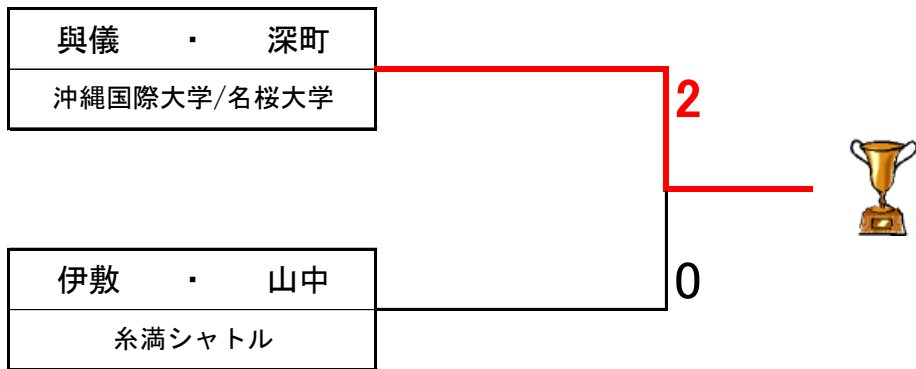 與儀 ・ 深町
沖縄国際大学/名桜大学
2
伊敷 ・ 山中
糸満シャトル
0